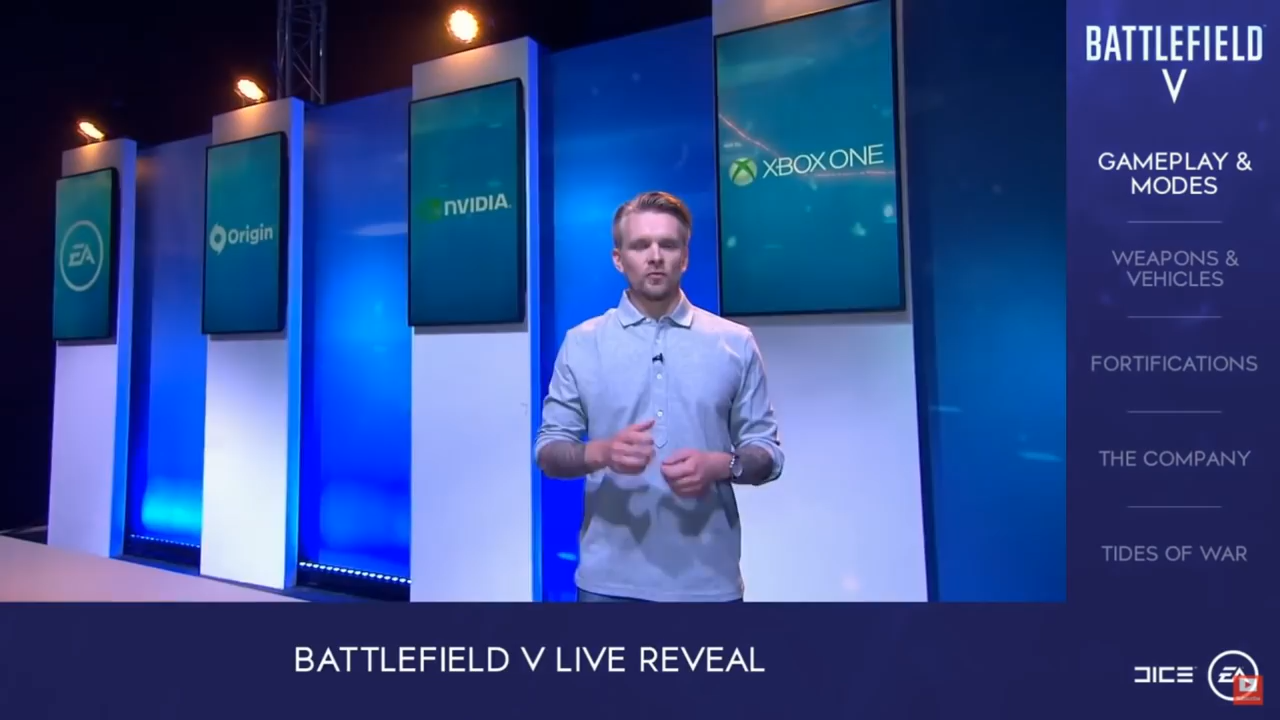 EA
Origin
NVIDIA.
XBOX ONE
BATTLEFIELD
V
GAMEPLAY &
MODES
WEAPONS &
VEHICLES
FORTIFICATIONS
THE COMPANY
TIDES OF WAR
BATTLEFIELD V LIVE REVEAL
DICE
EA